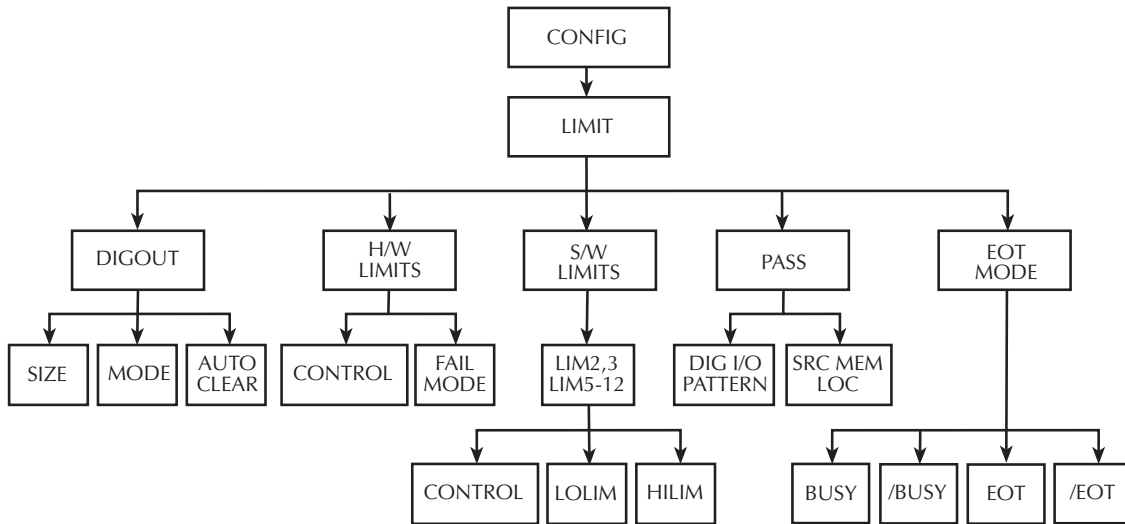 CONFIG
LIMIT
DIGOUT
H/W
LIMITS
S/W
LIMITS
PASS
EOT
MODE
SIZE
MODE
AUTO
CLEAR
CONTROL
FAIL
MODE
LIM2,3
LIM5-12
DIG I/O
PATTERN
SRC MEM
LOC
CONTROL
LOLIM
HILIM
BUSY
/BUSY
EOT
/EOT